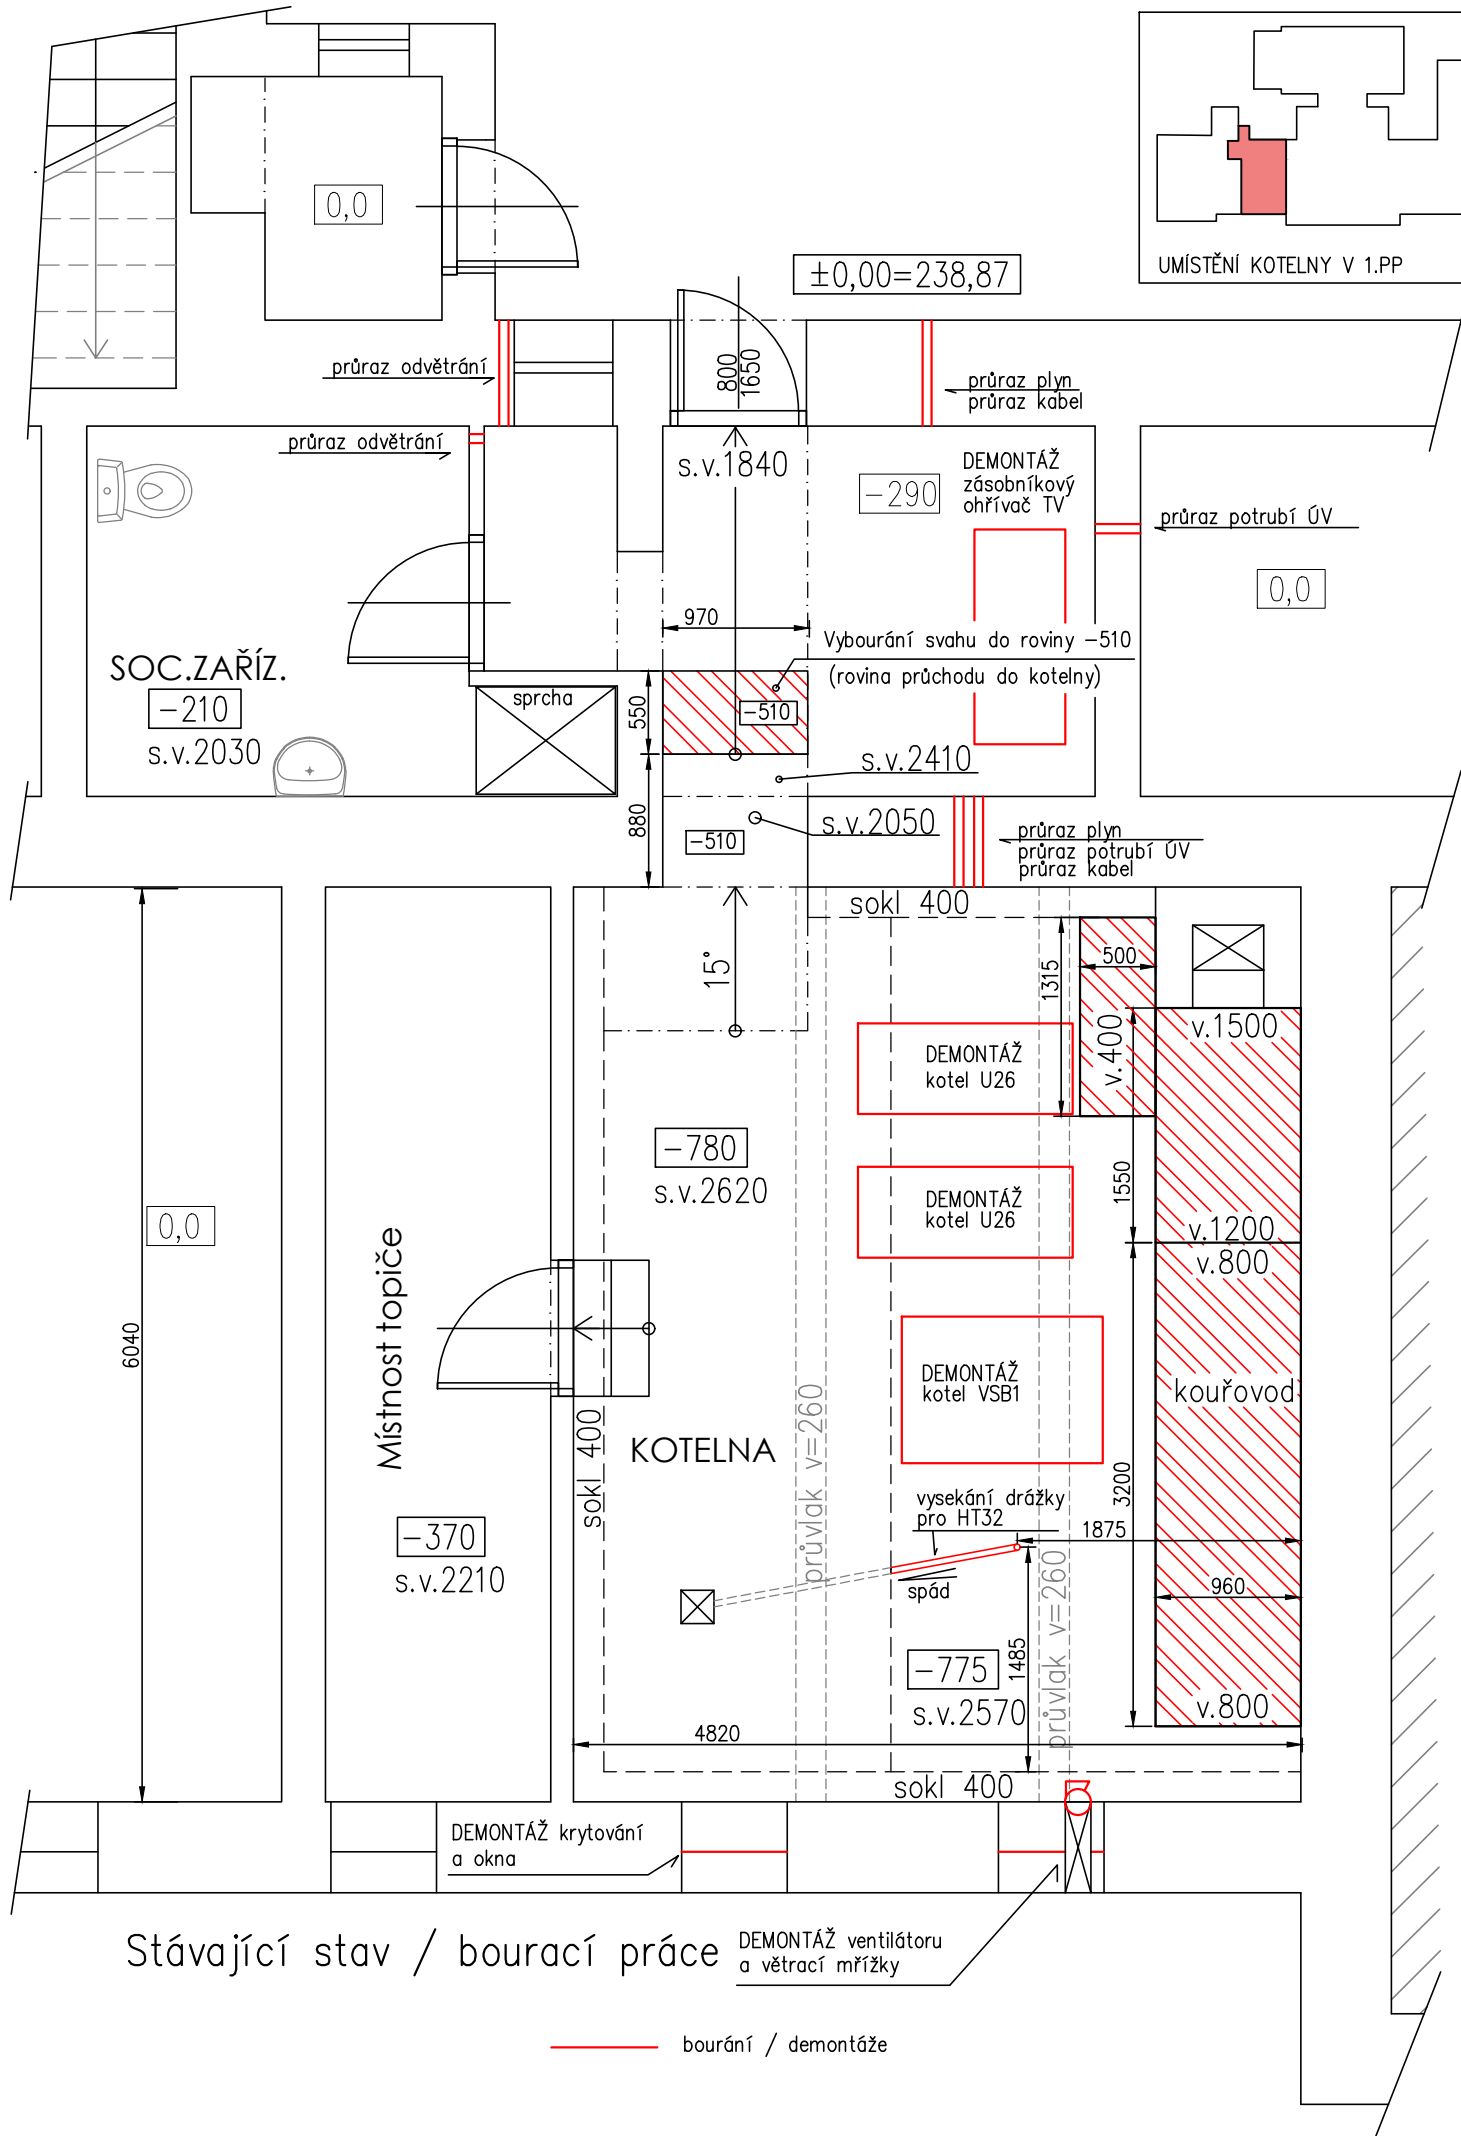 UMÍSTĚNÍ KOTELNY V 1.PP
0,0
±0,00=238,87
průraz odvětrání
800
1650
průraz plyn
průraz kabel
průraz odvětrání
s.v.1840
-290
DEMONTÁŽ
zásobníkový
ohřívač TV
průraz potrubí ÚV
0,0
970
Vybourání svahu do roviny -510
(rovina průchodu do kotelny)
SOC.ZAŘÍZ.
-210
s.v.2030
sprcha
550
-510
s.v.2410
880
-510
s.v.2050
průraz plyn
průraz potrubí ÚV
průraz kabel
sokl 400
15°
1315
500
v.400
v.1500
DEMONTÁŽ
kotel U26
-780
s.v.2620
DEMONTÁŽ
kotel U26
1550
v.1200
v.800
0,0
6040
Místnost topiče
DEMONTÁŽ
kotel VSB1
kouřovod
průvlak v=260
sokl 400
KOTELNA
3200
vysekání drážky
pro HT32
1875
-370
s.v.2210
spád
960
průvlak v=260
-775
s.v.2570
1485
v.800
4820
sokl 400
DEMONTÁŽ krytování
a okna
Stávající stav / bourací práce
DEMONTÁŽ ventilátoru
a větrací mřížky
bourání / demontáže